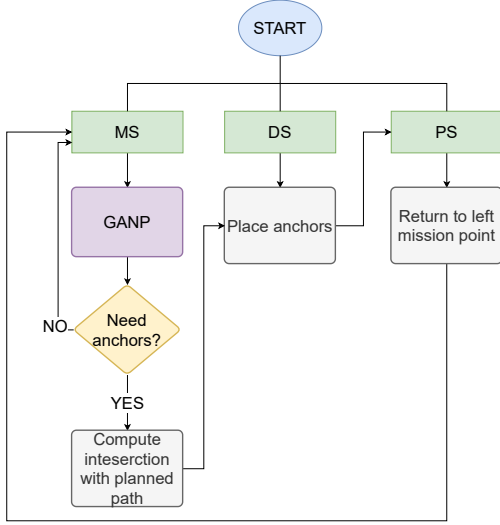 START
MS
DS
PS
GANP
Place anchors
Return to left
mission point
Need
anchors?
NO
YES
Compute
inteserction
with planned
path